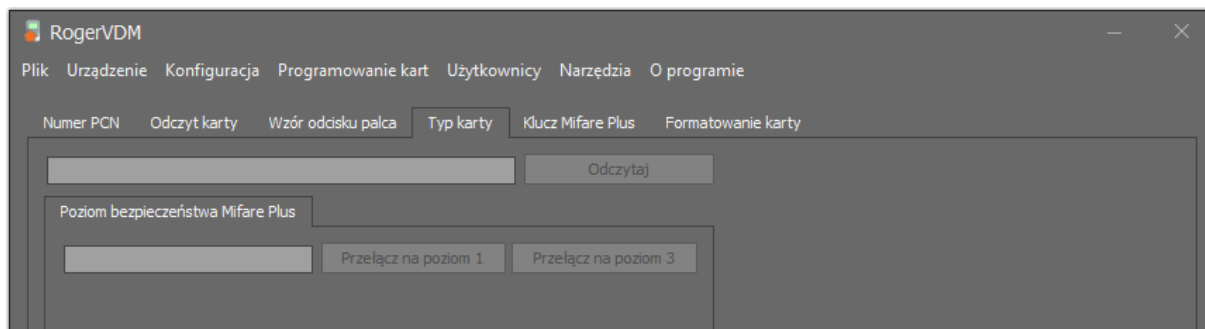 RogerVDM
Plik Urządzenie Konfiguracja Programowanie kart Użytkownicy Narzędzia O programie
Numer PCN Odczyt karty Wzór odcisku palca Typ karty Klucz Mifare Plus Formatowanie karty
Odczytaj
Poziom bezpieczeństwa Mifare Plus
Przełącz na poziom 1 Przełącz na poziom 3